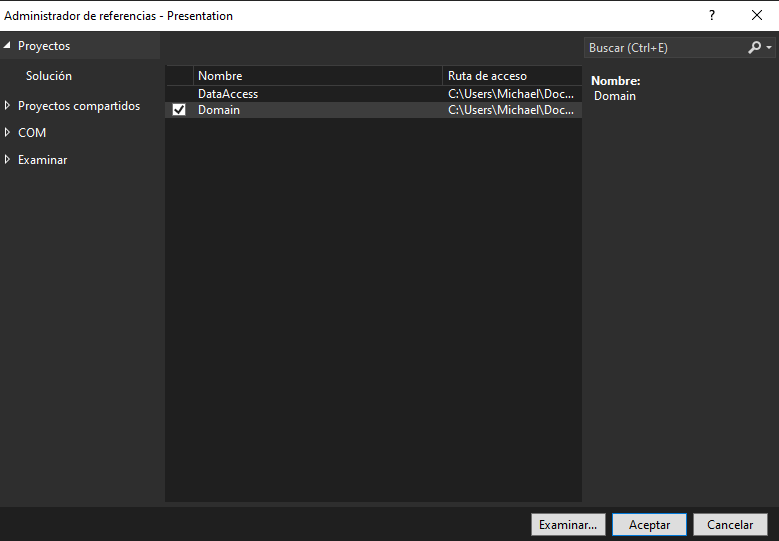 Administrador de referencias - Presentation
?
Proyectos
Solución
Proyectos compartidos
COM
Examinar
Nombre Ruta de acceso
DataAccess C:\Users\Michael\Doc...
Domain C:\Users\Michael\Doc...
Buscar (Ctrl+E)
Nombre:
Domain
Examinar... Aceptar Cancelar